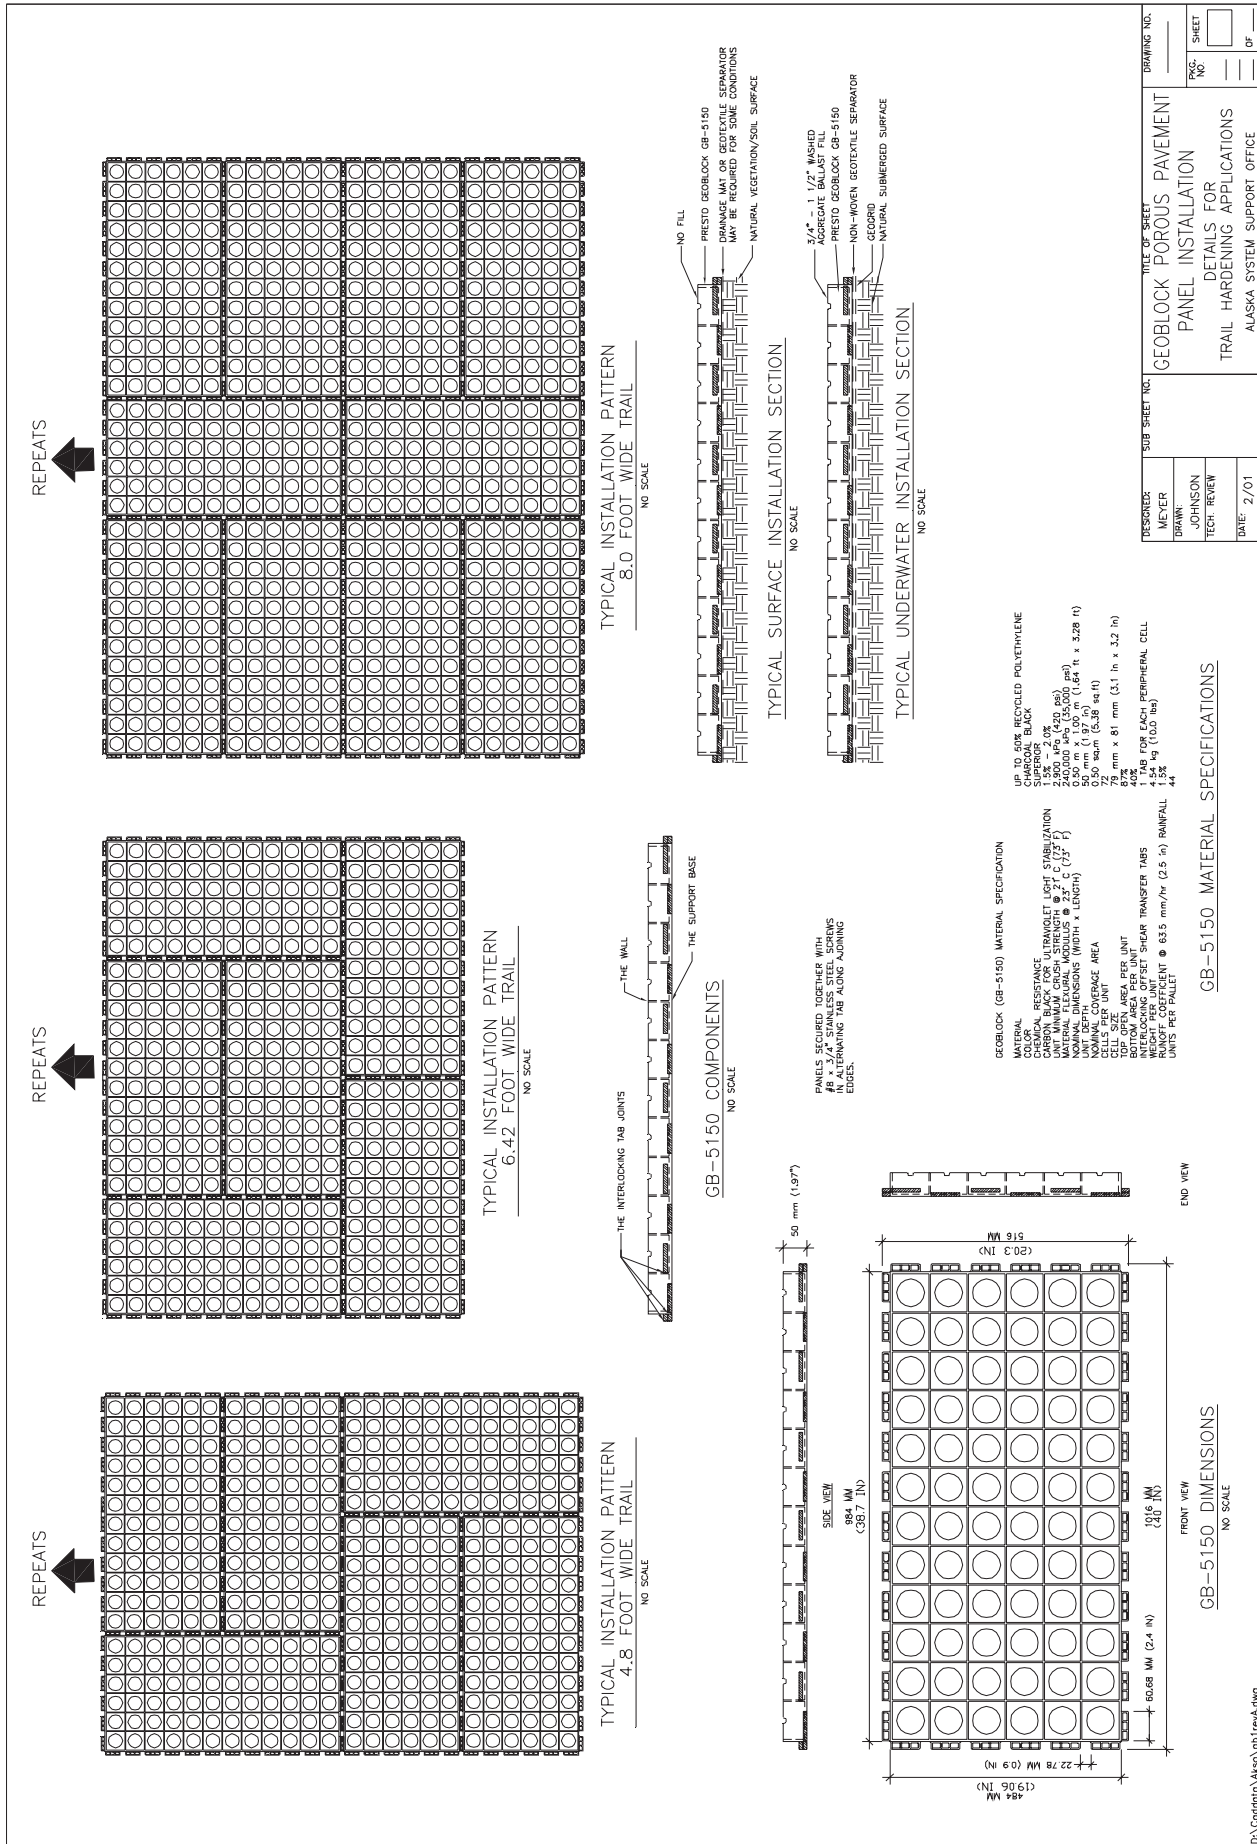 REPEATS
TYPICAL INSTALLATION PATTERN
4.8 FOOT WIDE TRAIL
NO SCALE
REPEATS
TYPICAL INSTALLATION PATTERN
6.42 FOOT WIDE TRAIL
NO SCALE
REPEATS
TYPICAL INSTALLATION PATTERN
8.0 FOOT WIDE TRAIL
NO SCALE
THE INTERLOCKING TAB JOINTS
THE WALL
THE SUPPORT BASE
GB-5150 COMPONENTS
NO SCALE
NO FILL
PRESTO GEOBLOCK GB-5150
DRAINAGE MAT OR GEOTEXTILE SEPARATOR
MAY BE REQUIRED FOR SOME CONDITIONS
NATURAL VEGETATION/SOIL SURFACE
TYPICAL SURFACE INSTALLATION SECTION
NO SCALE
3/4" - 1 1/2" WASHED
AGGREGATE BALLAST FILL
PRESTO GEOBLOCK GB-5150
NON-WOVEN GEOTEXTILE SEPARATOR
GEOGRID
NATURAL SUBMERGED SURFACE
TYPICAL UNDERWATER INSTALLATION SECTION
NO SCALE
50 mm (1.97")
SIDE VIEW
984 MM
(38.7 IN)
PANELS SECURED TOGETHER WITH
#8 x 3/4" STAINLESS STEEL SCREWS
IN ALTERNATING TAB ALONG AJOINING
EDGES.
484 MM
(19.06 IN)
22.78 MM (0.9 IN)
60.68 MM (2.4 IN)
516 MM
(20.3 IN)
1016 MM
(40 IN)
FRONT VIEW
END VIEW
GB-5150 DIMENSIONS
NO SCALE
GEOBLOCK (GB-5150) MATERIAL SPECIFICATION
MATERIAL UP TO 50% RECYCLED POLYETHYLENE
COLOR CHARCOAL BLACK
CHEMICAL RESISTANCE SUPERIOR
CARBON BLACK FOR ULTRAVIOLET LIGHT STABILIZATION 1.5% - 2.0%
UNIT MINIMUM CRUSH STRENGTH @ 21° C (73° F) 2,900 kPa (420 psi)
MATERIAL FLEXURAL MODULUS @ 23° C (73° F) 240,000 kPa (35,000 psi)
NOMINAL DIMENSIONS (WIDTH x LENGTH) 0.50 m x 1.00 m (1.64 ft x 3.28 ft)
UNIT DEPTH 50 mm (1.97 in)
NOMINAL COVERAGE AREA 0.50 sq.m (5.38 sq.ft)
CELLS PER UNIT 72
CELL SIZE 79 mm x 81 mm (3.1 in x 3.2 in)
TOP OPEN AREA PER UNIT 87%
BOTTOM AREA PER UNIT 40%
INTERLOCKING OFFSET SHEAR TRANSFER TABS 1 TAB FOR EACH PERIPHERAL CELL
WEIGHT PER UNIT 4.54 kg (10.0 lbs)
RUNOFF COEFFICIENT @ 63.5 mm/hr (2.5 in) RAINFALL 1.5%
UNITS PER PALLET 44
GB-5150 MATERIAL SPECIFICATIONS
DESIGNED:
MEYER
DRAWN:
JOHNSON
TECH. REVIEW
DATE: 2/01
SUB SHEET NO.
TITLE OF SHEET
GEOBLOCK POROUS PAVEMENT
PANEL INSTALLATION
DETAILS FOR
TRAIL HARDENING APPLICATIONS
ALASKA SYSTEM SUPPORT OFFICE
DRAWING NO.
PKG.
NO.
SHEET
OF